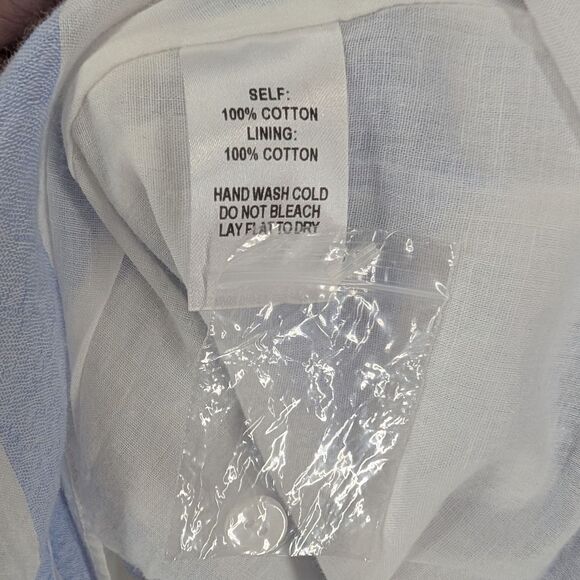 SELF:
100% COTTON
LINING:
100% COTTON
HAND WASH COLD
DO NOT BLEACH
LAY FLAT TO DRY